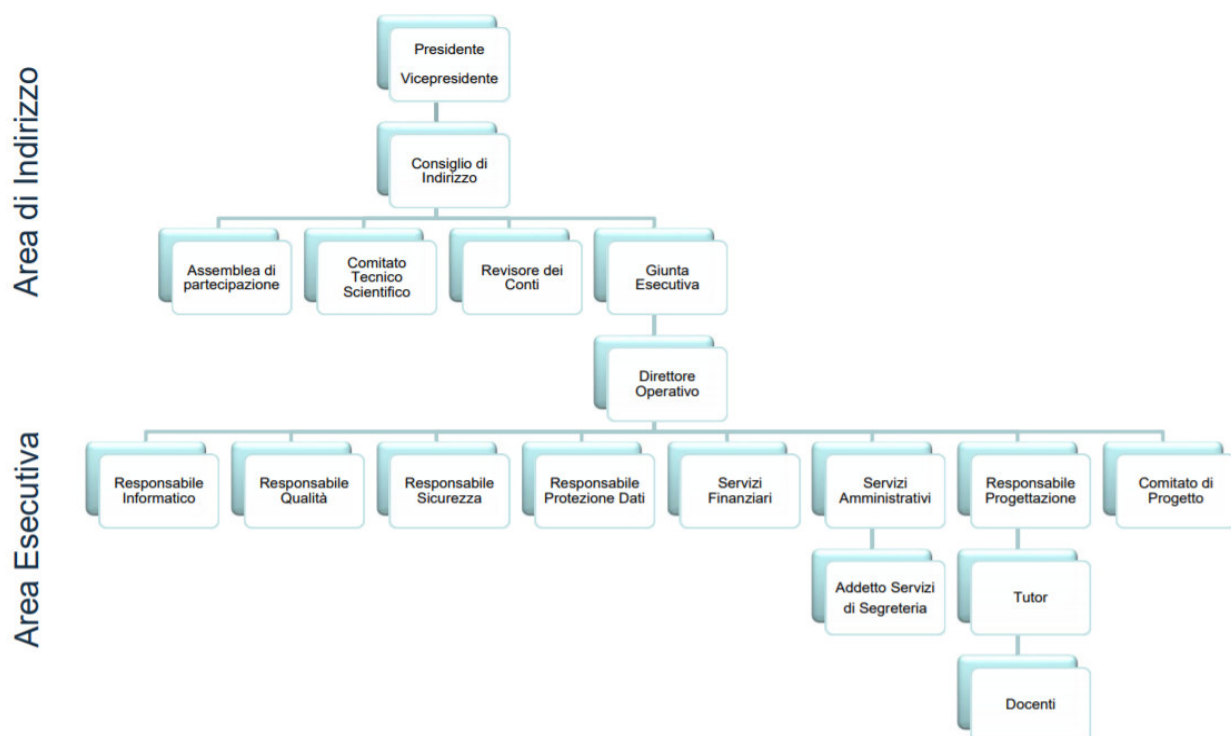 Area di Indirizzo
Presidente
Vicepresidente
Consiglio di
Indirizzo
Assemblea di
partecipazione
Comitato
Tecnico
Scientifico
Revisore dei
Conti
Giunta
Esecutiva
Direttore
Operativo
Area Esecutiva
Responsabile
Informatico
Responsabile
Qualità
Responsabile
Sicurezza
Responsabile
Protezione Dati
Servizi
Finanziari
Servizi
Amministrativi
Responsabile
Progettazione
Comitato di
Progetto
Addetto Servizi
di Segreteria
Tutor
Docenti